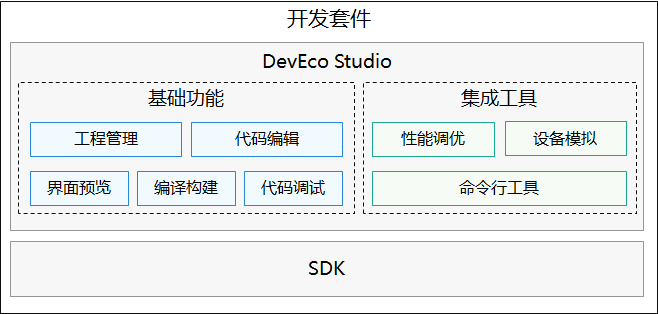 开发套件
DevEco Studio
基础功能
集成工具
工程管理
代码编辑
性能调优
设备模拟
界面预览
编译构建
代码调试
命令行工具
SDK